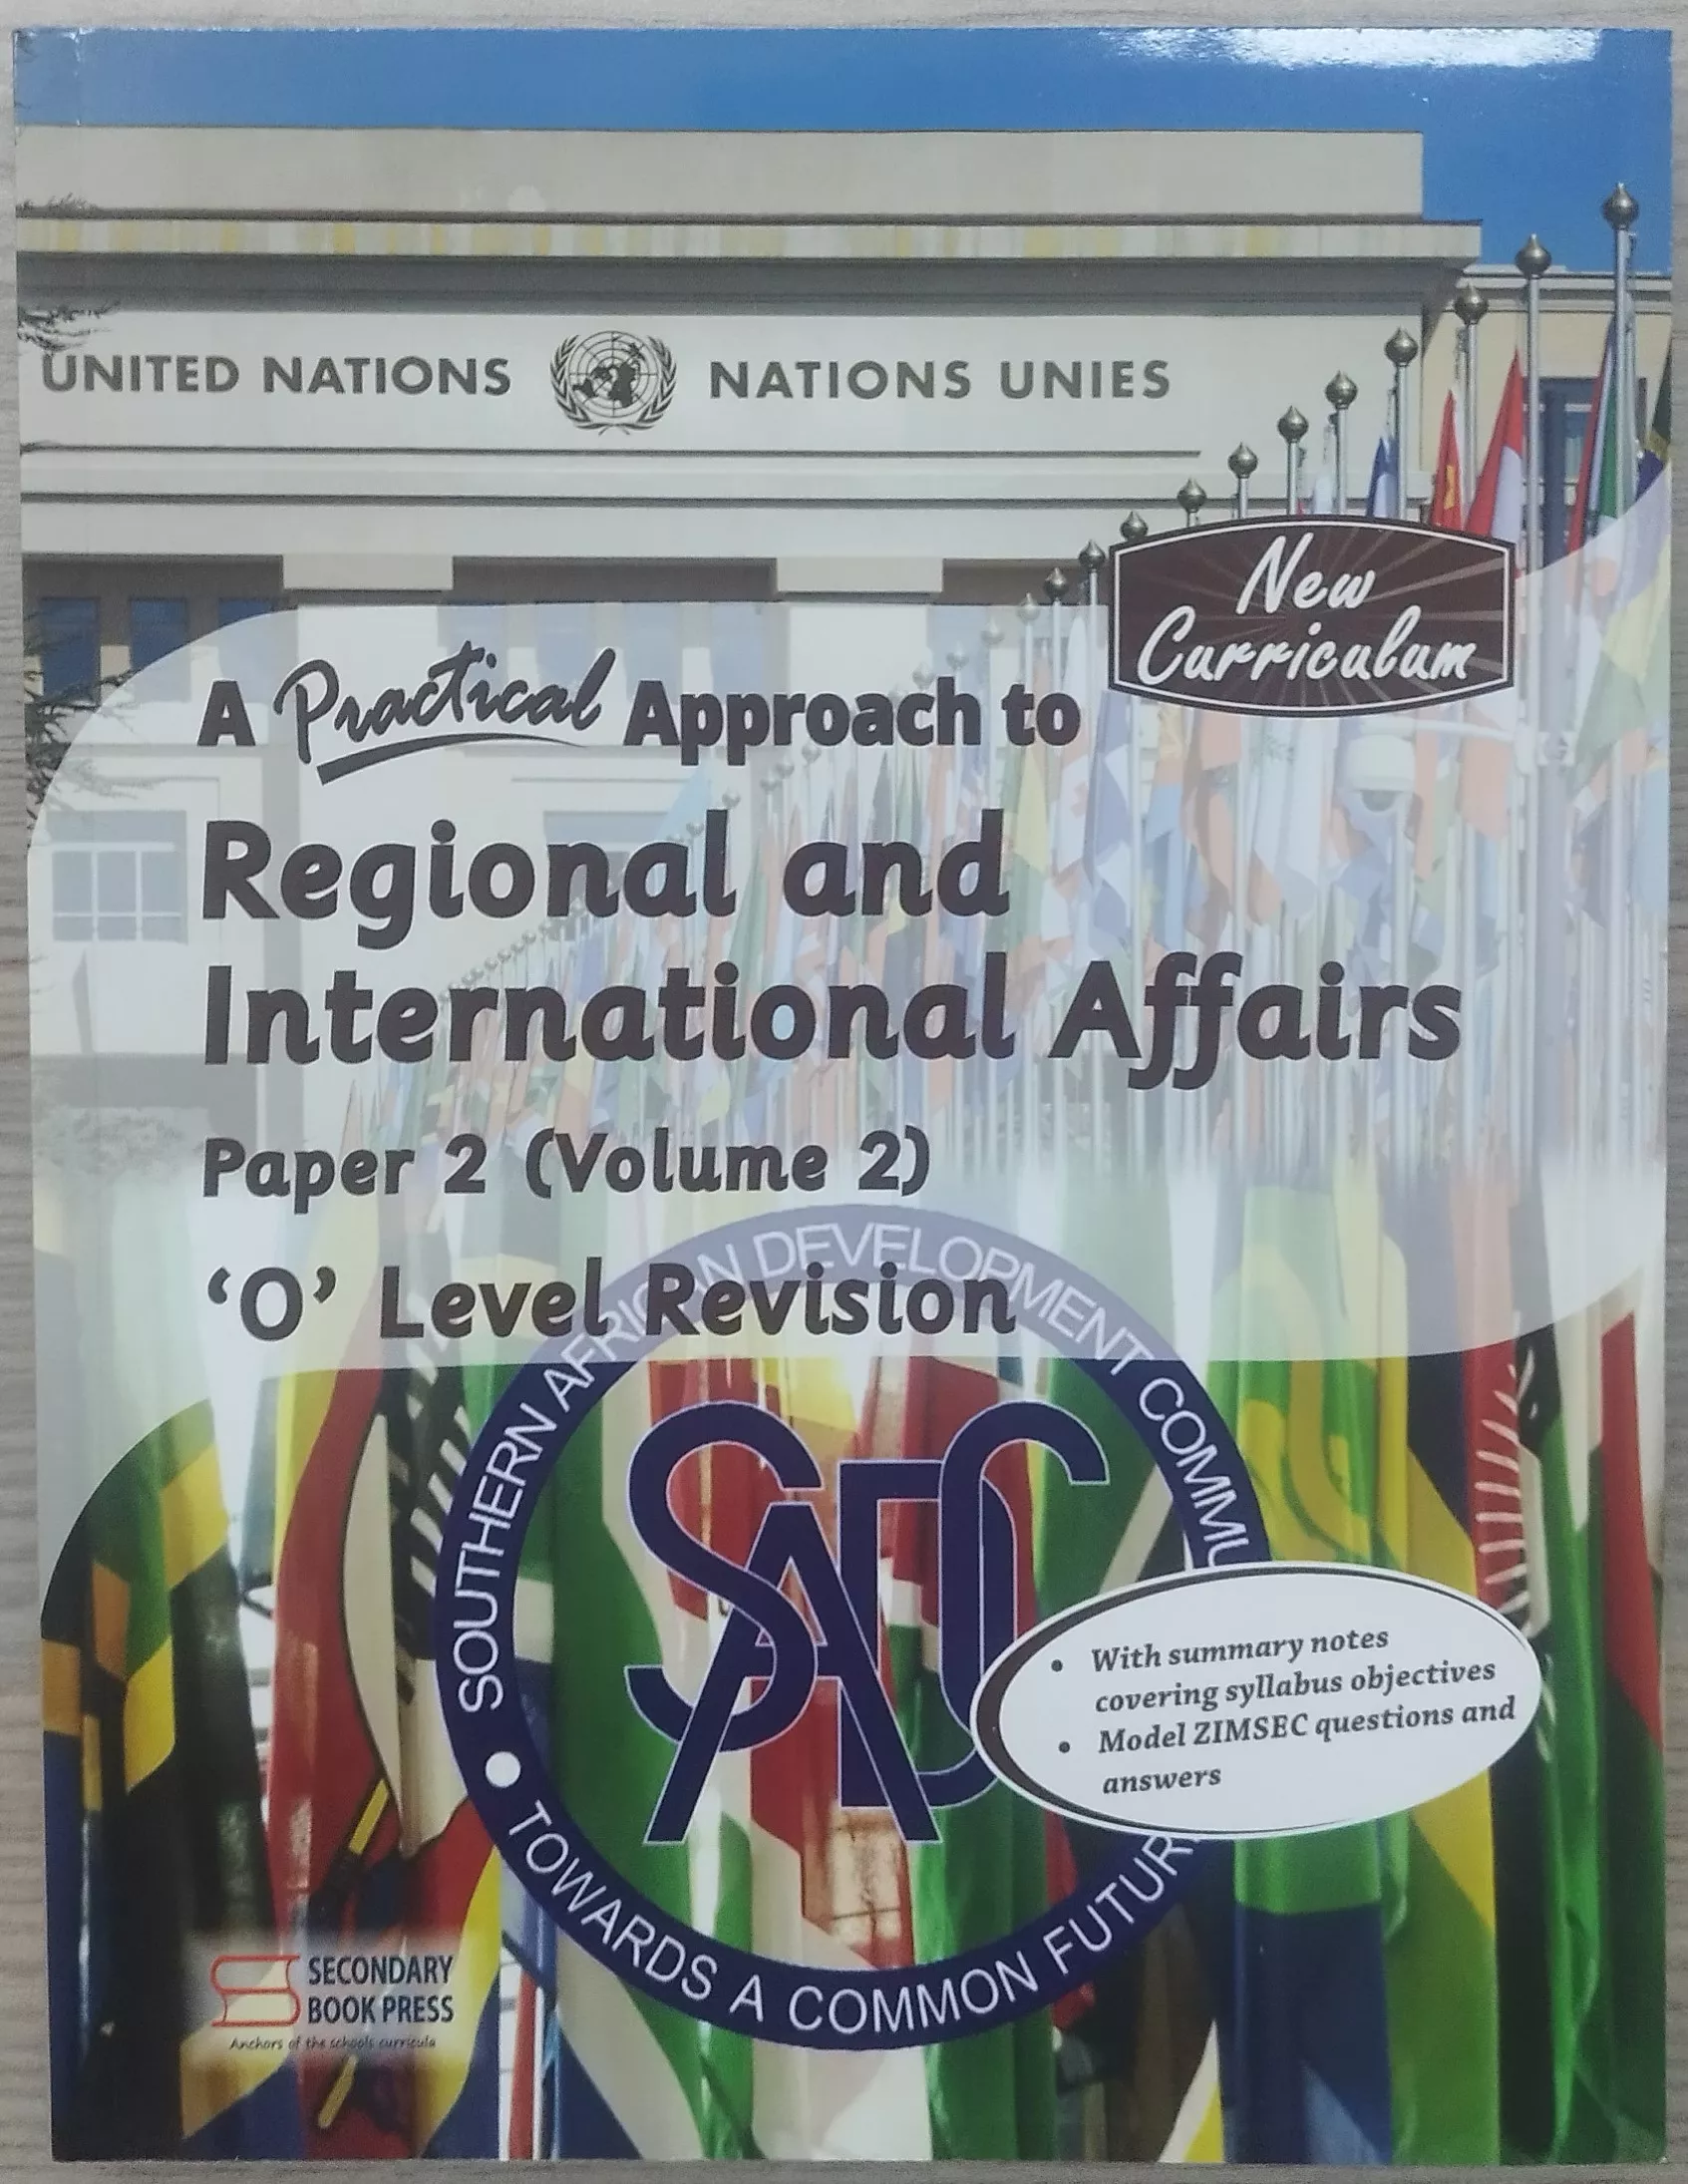 UNITED NATIONS NATIONS UNIES
New
Curriculum
A Practical Approach to
Regional and
International Affairs
Paper 2 (Volume 2)
‘O’ Level Revision
SOUTHERN AFRICAN DEVELOPMENT COMMU
SADC
TOWARDS A COMMON FUTUR
• With summary notes
covering syllabus objectives
• Model ZIMSEC questions and
answers
SECONDARY
BOOK PRESS
Anchors of the schools curricula